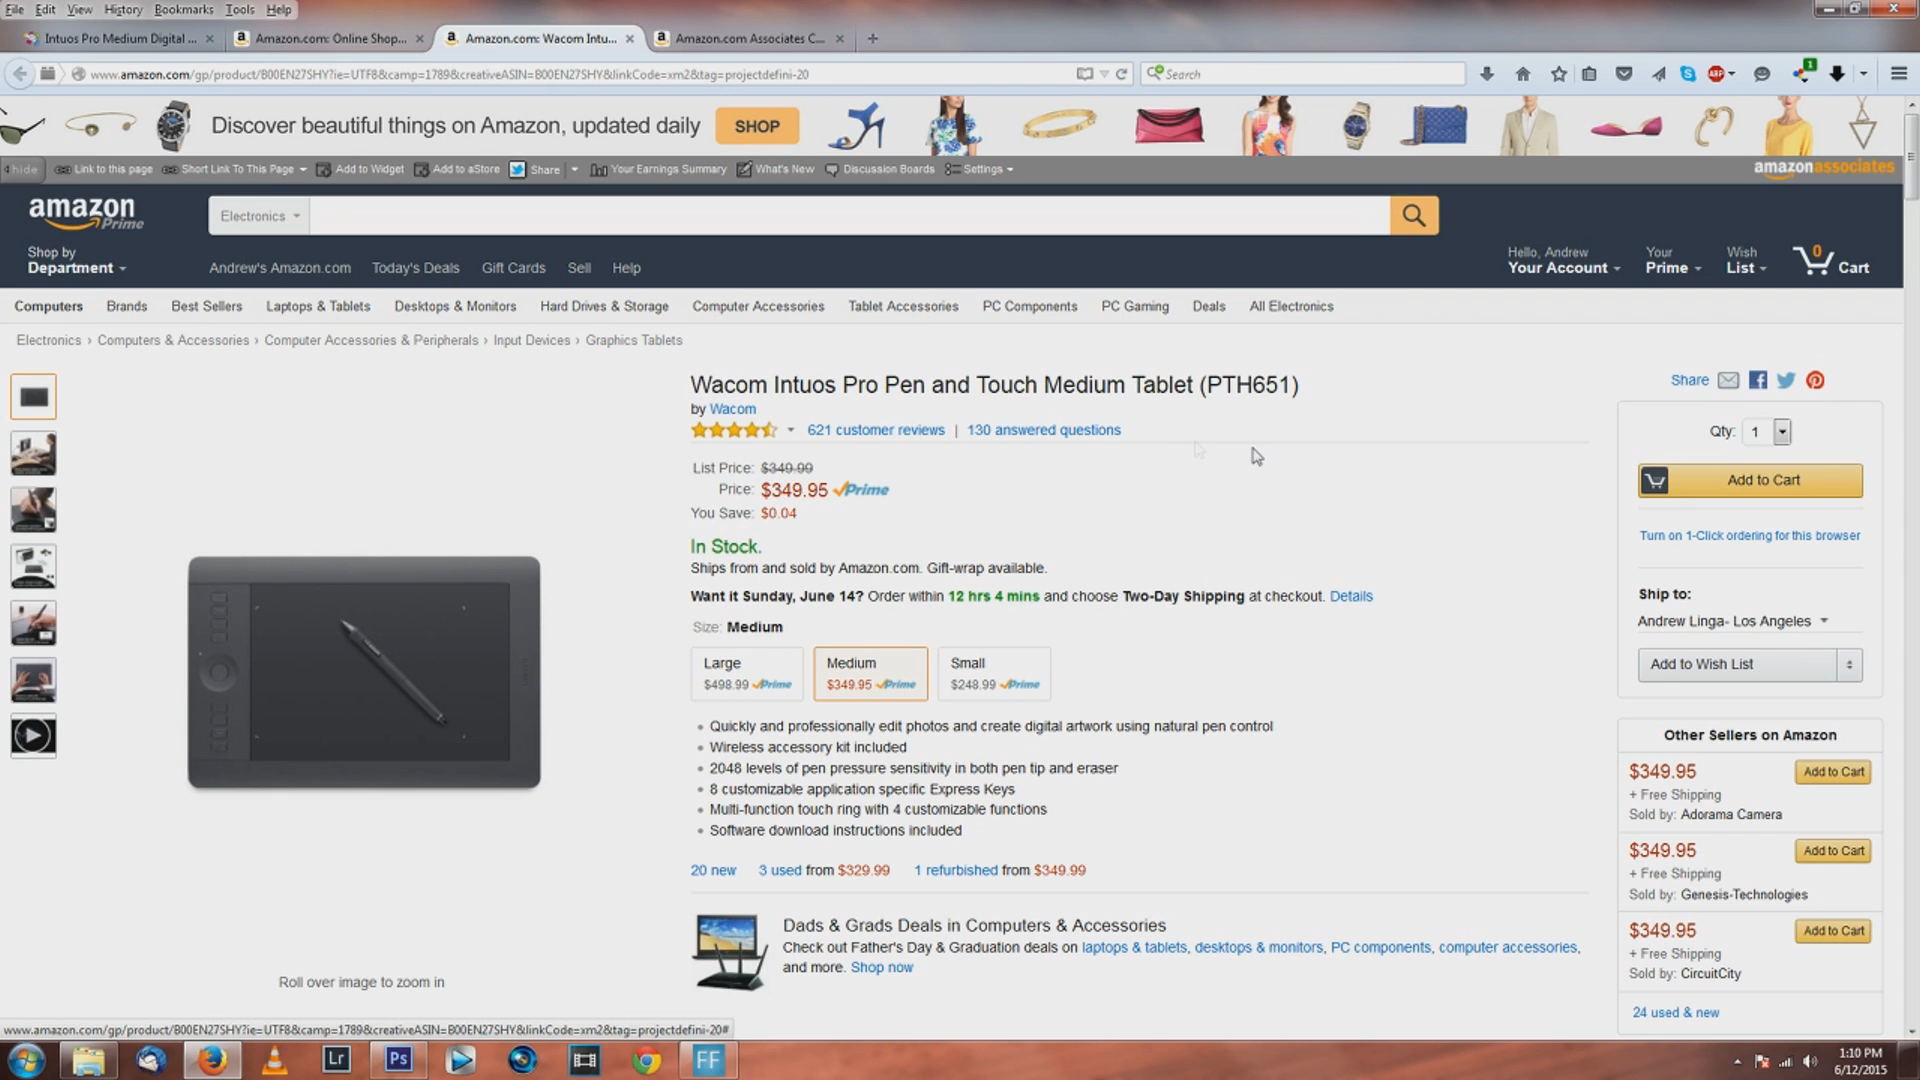 File Edit View History Bookmarks Tools Help
Intuos Pro Medium Digital ...
Amazon.com: Online Shop...
Amazon.com: Wacom Intu...
Amazon.com Associates C...
www.amazon.com/gp/product/B00EN27SHY?ie=UTF8&camp=1789&creativeASIN=B00EN27SHY&linkCode=xm2&tag=projectdefini-20
Search
ABP
1
Discover beautiful things on Amazon, updated daily
SHOP
hide
Link to this page
Short Link To This Page
Add to Widget
Add to aStore
Share
Your Earnings Summary
What's New
Discussion Boards
Settings
amazonassociates
amazon
Prime
Electronics
Shop by
Department
Andrew's Amazon.com Today's Deals Gift Cards Sell Help
Hello, Andrew
Your Account
Your
Prime
Wish
List
0
Cart
Computers Brands Best Sellers Laptops & Tablets Desktops & Monitors Hard Drives & Storage Computer Accessories Tablet Accessories PC Components PC Gaming Deals All Electronics
Electronics › Computers & Accessories › Computer Accessories & Peripherals › Input Devices › Graphics Tablets
Wacom Intuos Pro Pen and Touch Medium Tablet (PTH651)
by Wacom
621 customer reviews | 130 answered questions
List Price: $349.99
Price: $349.95 Prime
You Save: $0.04
In Stock.
Ships from and sold by Amazon.com. Gift-wrap available.
Want it Sunday, June 14? Order within 12 hrs 4 mins and choose Two-Day Shipping at checkout. Details
Size: Medium
Large
$498.99 Prime
Medium
$349.95 Prime
Small
$248.99 Prime
Quickly and professionally edit photos and create digital artwork using natural pen control
Wireless accessory kit included
2048 levels of pen pressure sensitivity in both pen tip and eraser
8 customizable application specific Express Keys
Multi-function touch ring with 4 customizable functions
Software download instructions included
20 new 3 used from $329.99 1 refurbished from $349.99
Dads & Grads Deals in Computers & Accessories
Check out Father's Day & Graduation deals on laptops & tablets, desktops & monitors, PC components, computer accessories,
and more. Shop now
Roll over image to zoom in
Share
Qty: 1
Add to Cart
Turn on 1-Click ordering for this browser
Ship to:
Andrew Linga- Los Angeles
Add to Wish List
Other Sellers on Amazon
$349.95
Add to Cart
+ Free Shipping
Sold by: Adorama Camera
$349.95
Add to Cart
+ Free Shipping
Sold by: Genesis-Technologies
$349.95
Add to Cart
+ Free Shipping
Sold by: CircuitCity
24 used & new
www.amazon.com/gp/product/B00EN27SHY?ie=UTF8&camp=1789&creativeASIN=B00EN27SHY&linkCode=xm2&tag=projectdefini-20#
Lr
Ps
FF
1:10 PM
6/12/2015